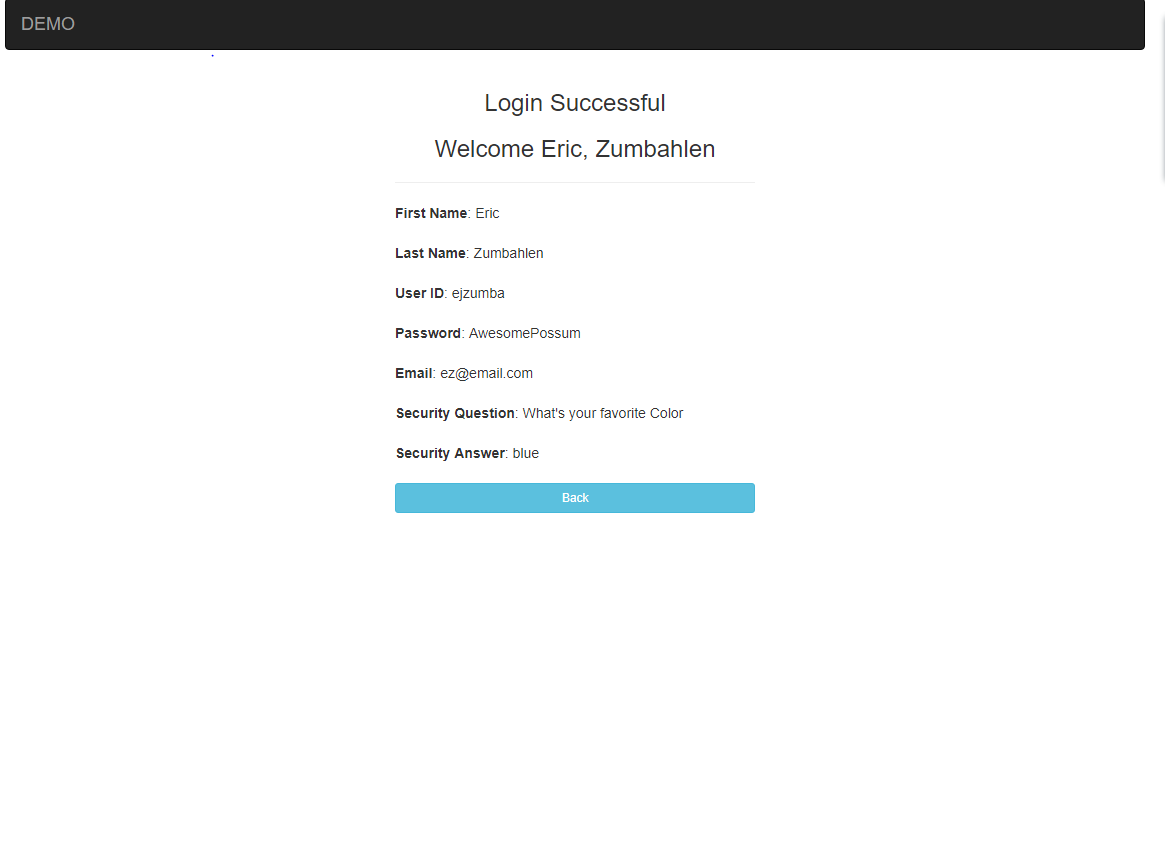 DEMO
Login Successful
Welcome Eric, Zumbahlen
First Name: Eric
Last Name: Zumbahlen
User ID: ejzumba
Password: AwesomePossum
Email: ez@email.com
Security Question: What's your favorite Color
Security Answer: blue
Back